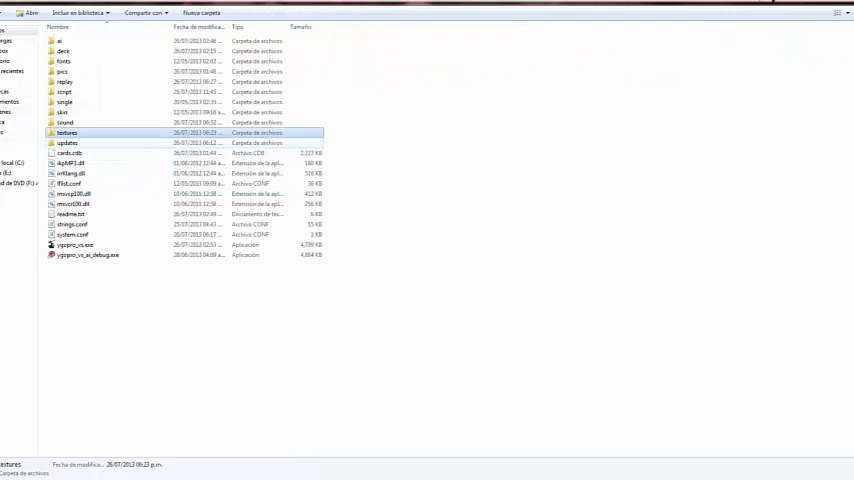 Abrir Incluir en biblioteca Compartir con Nueva carpeta
Nombre Fecha de modifica... Tipo Tamaño
ai 26/07/2013 02:46 ... Carpeta de archivos
deck 26/07/2013 02:15 ... Carpeta de archivos
fonts 12/05/2013 02:02 ... Carpeta de archivos
recientes pics 26/07/2013 01:48 ... Carpeta de archivos
replay 26/07/2013 06:27 ... Carpeta de archivos
script 25/07/2013 11:45 ... Carpeta de archivos
single 20/05/2013 02:35 ... Carpeta de archivos
skin 12/05/2013 09:16 a... Carpeta de archivos
sound 26/07/2013 06:32 ... Carpeta de archivos
textures 26/07/2013 06:23 ... Carpeta de archivos
updates 26/07/2013 06:12 ... Carpeta de archivos
cards.cdb 26/07/2013 01:44 ... Archivo CDB 2,227 KB
local (C:) ikpMP3.dll 01/06/2012 12:44 a... Extensión de la apl... 160 KB
(E:) irrKlang.dll 01/06/2012 12:44 a... Extensión de la apl... 518 KB
d de DVD (F:) lflist.conf 12/05/2013 09:09 a... Archivo CONF 36 KB
msvcp100.dll 10/06/2011 12:58 ... Extensión de la apl... 412 KB
msvcr100.dll 10/06/2011 12:58 ... Extensión de la apl... 756 KB
readme.txt 26/07/2013 02:49 ... Documento de tex... 6 KB
strings.conf 25/07/2013 04:43 ... Archivo CONF 15 KB
system.conf 26/07/2013 06:17 ... Archivo CONF 1 KB
ygopro_vs.exe 26/07/2013 02:53 ... Aplicación 4,799 KB
ygopro_vs_ai_debug.exe 28/06/2013 04:09 a... Aplicación 4,884 KB
textures Fecha de modifica... 26/07/2013 06:23 p.m.
Carpeta de archivos